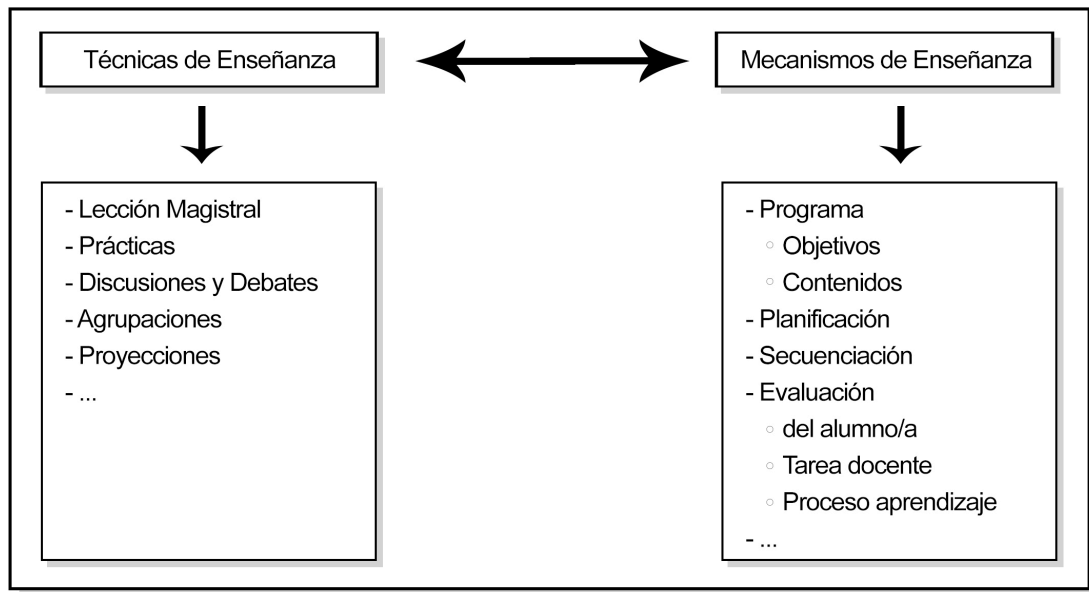 Técnicas de Enseñanza
Mecanismos de Enseñanza
- Lección Magistral
- Prácticas
- Discusiones y Debates
- Agrupaciones
- Proyecciones
- ...
- Programa
◦ Objetivos
◦ Contenidos
- Planificación
- Secuenciación
- Evaluación
◦ del alumno/a
◦ Tarea docente
◦ Proceso aprendizaje
- ...